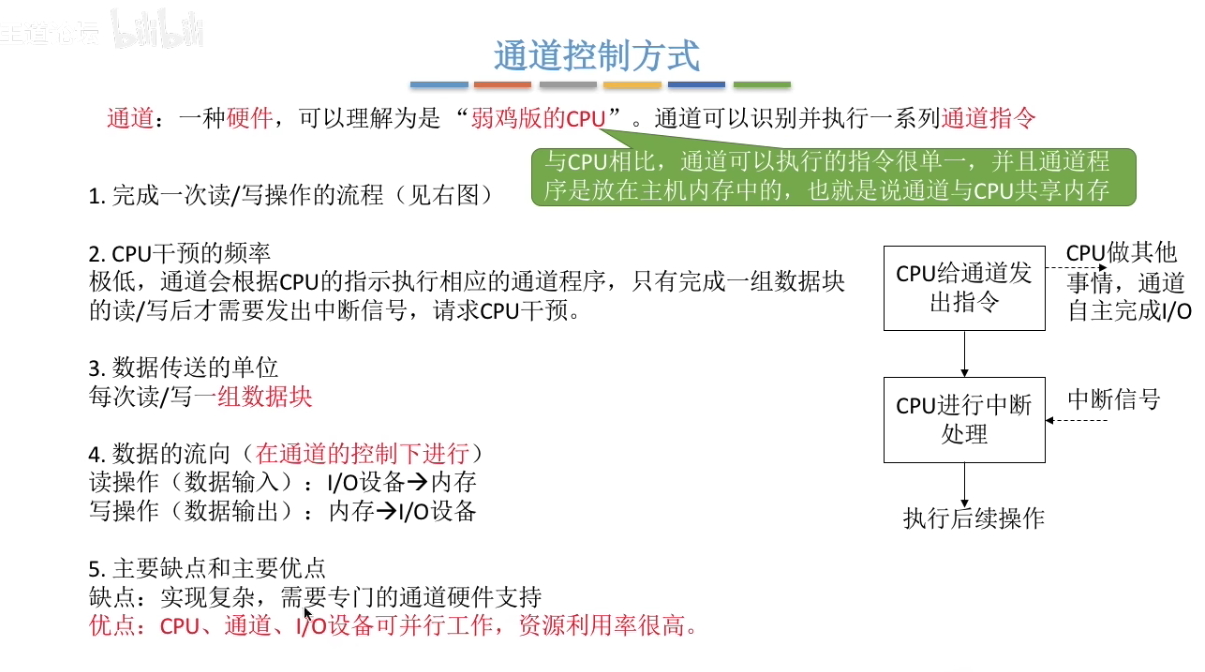 王道论坛 bilibili
通道控制方式
通道：一种硬件，可以理解为是“弱鸡版的CPU”。通道可以识别并执行一系列通道指令
与CPU相比，通道可以执行的指令很单一，并且通道程
序是放在主机内存中的，也就是说通道与CPU共享内存
1. 完成一次读/写操作的流程（见右图）
2. CPU干预的频率
极低，通道会根据CPU的指示执行相应的通道程序，只有完成一组数据块
的读/写后才需要发出中断信号，请求CPU干预。
3. 数据传送的单位
每次读/写一组数据块
4. 数据的流向（在通道的控制下进行）
读操作（数据输入）：I/O设备→内存
写操作（数据输出）：内存→I/O设备
5. 主要缺点和主要优点
缺点：实现复杂，需要专门的通道硬件支持
优点：CPU、通道、I/O设备可并行工作，资源利用率很高。
CPU给通道发
出指令
CPU做其他
事情，通道
自主完成I/O
CPU进行中断
处理
中断信号
执行后续操作